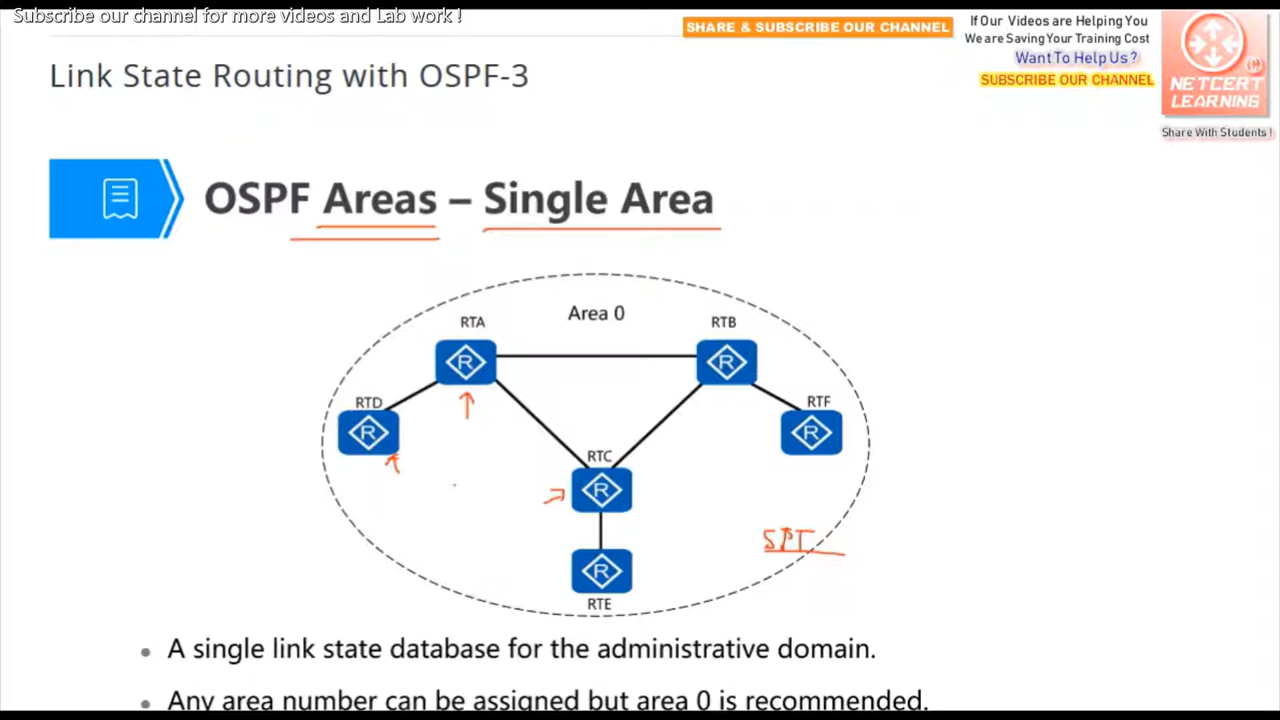 Subscribe our channel for more videos and Lab work !
SHARE & SUBSCRIBE OUR CHANNEL
If Our Videos are Helping You
We are Saving Your Training Cost
Want To Help Us ?
SUBSCRIBE OUR CHANNEL
R
NETCERT
LEARNING
Share With Students !
Link State Routing with OSPF-3
OSPF Areas – Single Area
Area 0
RTA
RTB
R
R
RTD
RTF
R
R
RTC
R
SPT
R
RTE
A single link state database for the administrative domain.
Any area number can be assigned but area 0 is recommended.